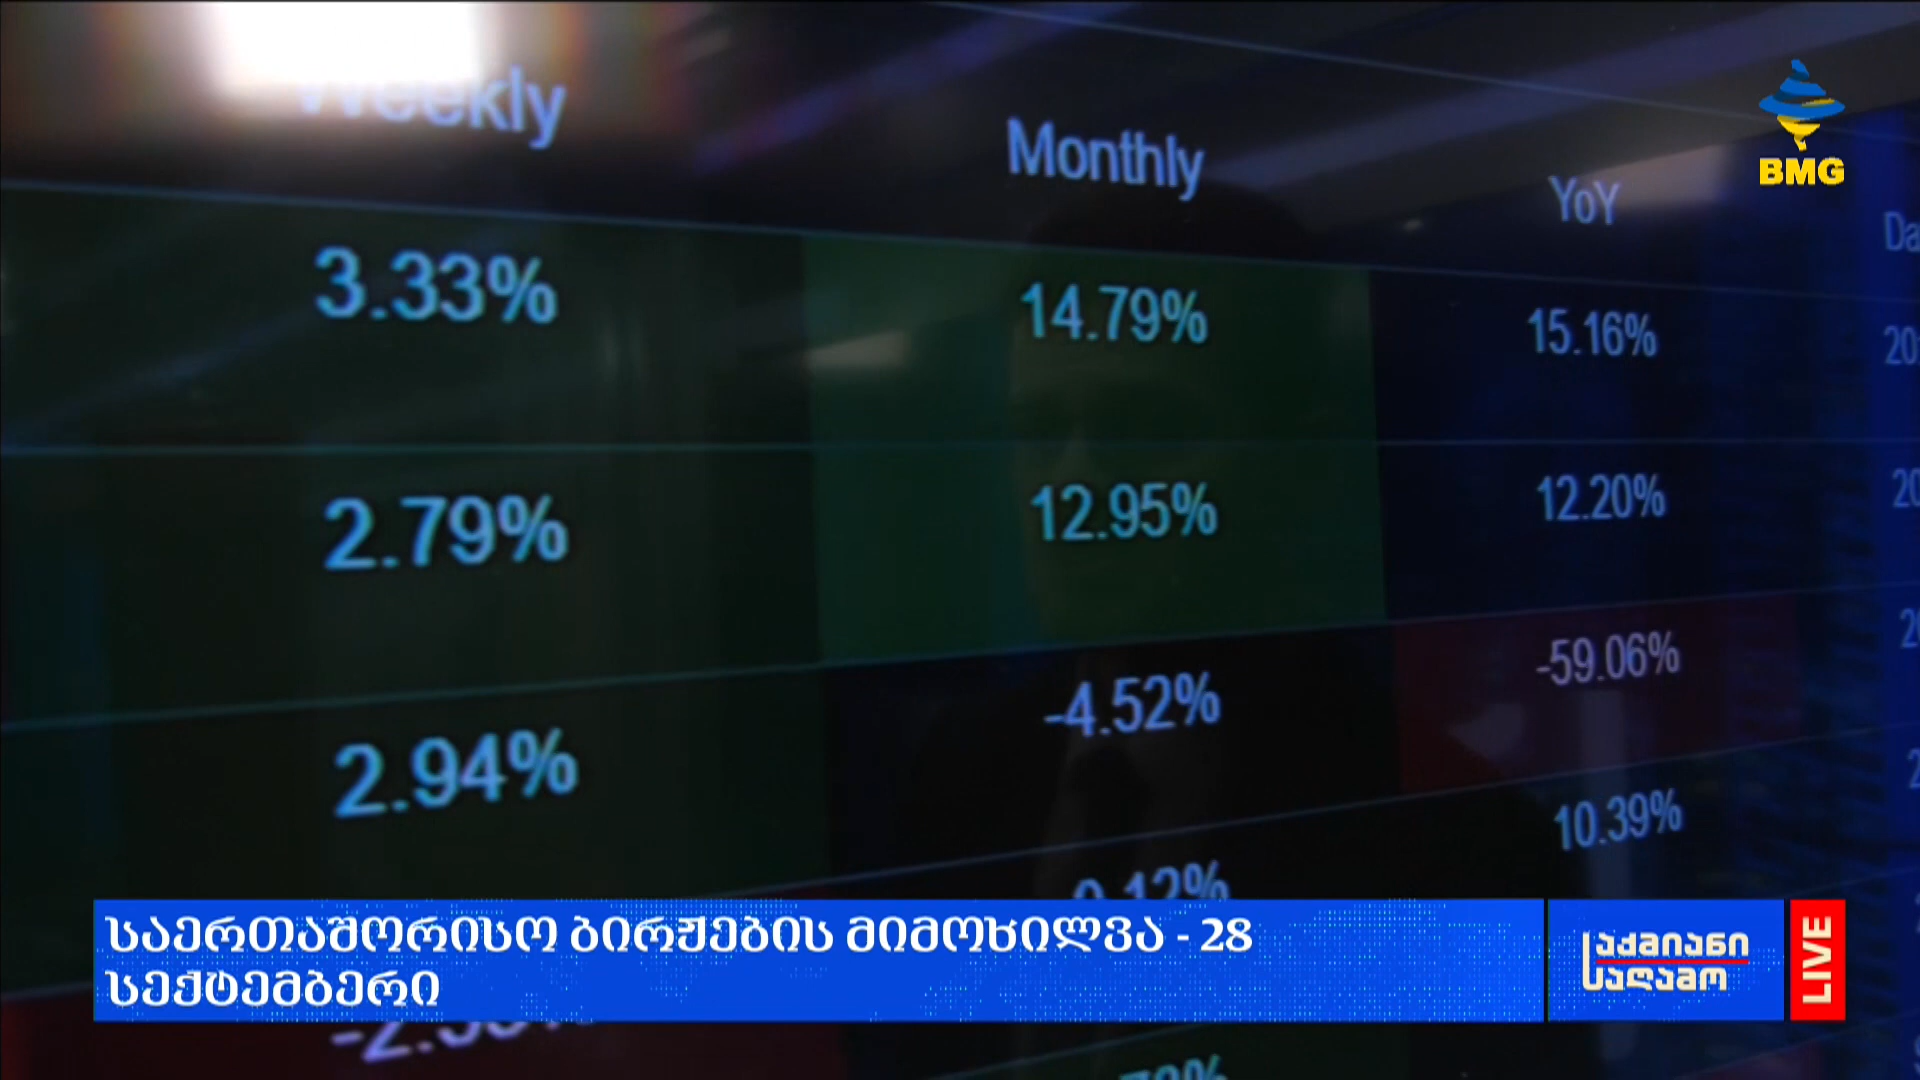 Weekly
Monthly
YoY
BMG
3.33%
14.79%
15.16%
2.79%
12.95%
12.20%
2.94%
-4.52%
-59.06%
10.39%
საერთაშორისო ბირჟების მიმოხილვა - 28
სექტემბერი
საქმიანი
საღამო
LIVE